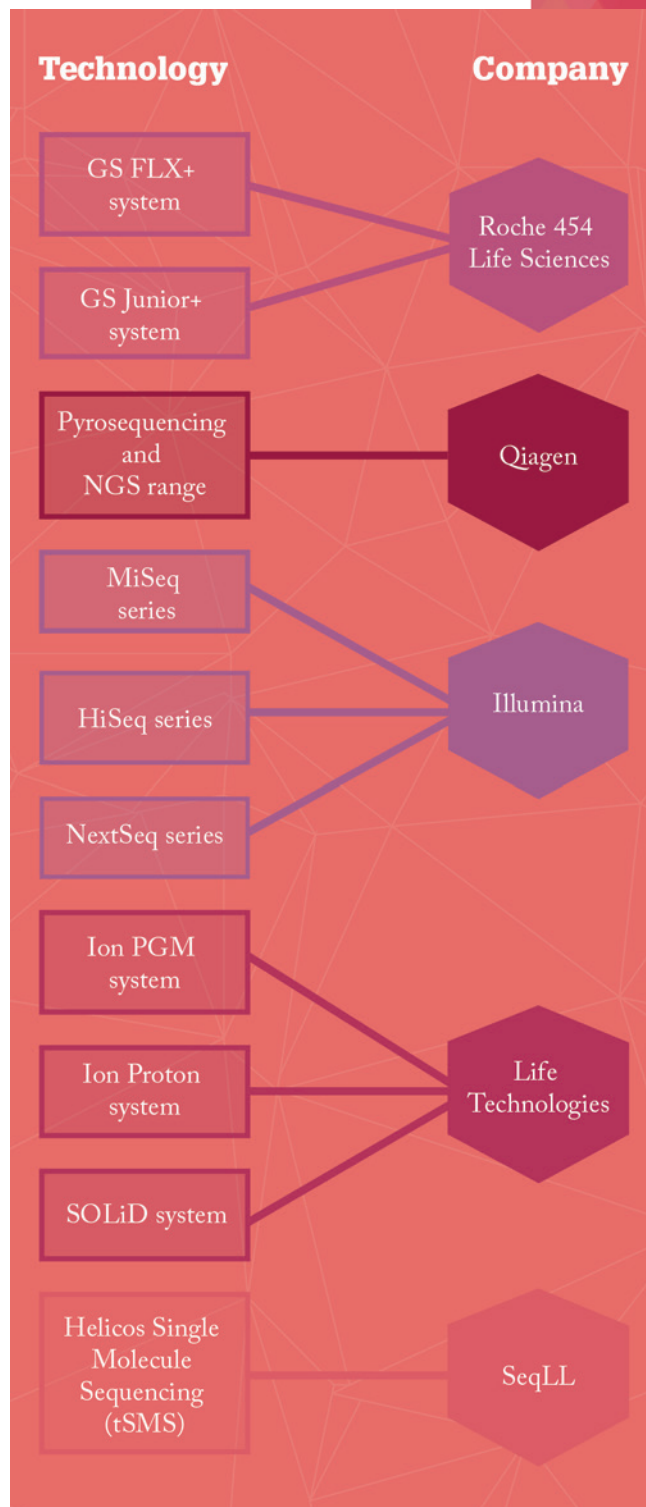 Technology
Company
GS FLX+
system
Roche 454
Life Sciences
GS Junior+
system
Pyrosequencing
and
NGS range
Qiagen
MiSeq
series
HiSeq series
Illumina
NextSeq series
Ion PGM
system
Ion Proton
system
Life
Technologies
SOLiD system
Helicos Single
Molecule
Sequencing
(tSMS)
SeqLL